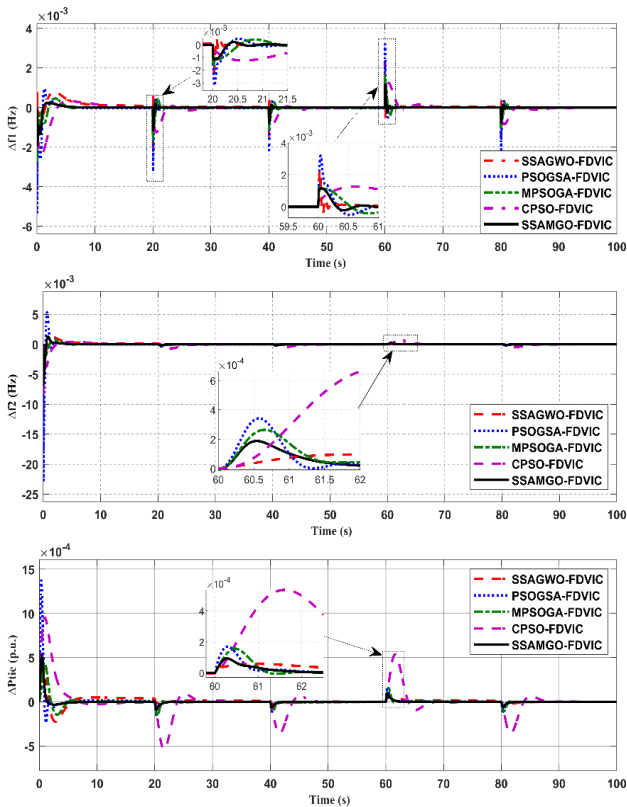 ×10⁻³
6
4
2
0
-2
-4
-6
Δf1 (Hz)
×10⁻³
0
-1
-2
-3
20 20.5 21 21.5
×10⁻³
4
2
0
59.5 60 60.5 61
SSAGWO-FDVIC
PSOGSA-FDVIC
MPSOGA-FDVIC
CPSO-FDVIC
SSAMGO-FDVIC
0 10 20 30 40 50 60 70 80 90 100
Time (s)
×10⁻³
5
0
-5
-10
-15
-20
-25
Δf2 (Hz)
×10⁻⁴
6
4
2
0
60 60.5 61 61.5 62
SSAGWO-FDVIC
PSOGSA-FDVIC
MPSOGA-FDVIC
CPSO-FDVIC
SSAMGO-FDVIC
0 10 20 30 40 50 60 70 80 90 100
Time (s)
×10⁻⁴
15
10
5
0
-5
ΔPtie (p.u.)
×10⁻⁴
4
2
0
60 61 62
SSAGWO-FDVIC
PSOGSA-FDVIC
MPSOGA-FDVIC
CPSO-FDVIC
SSAMGO-FDVIC
0 10 20 30 40 50 60 70 80 90 100
Time (s)